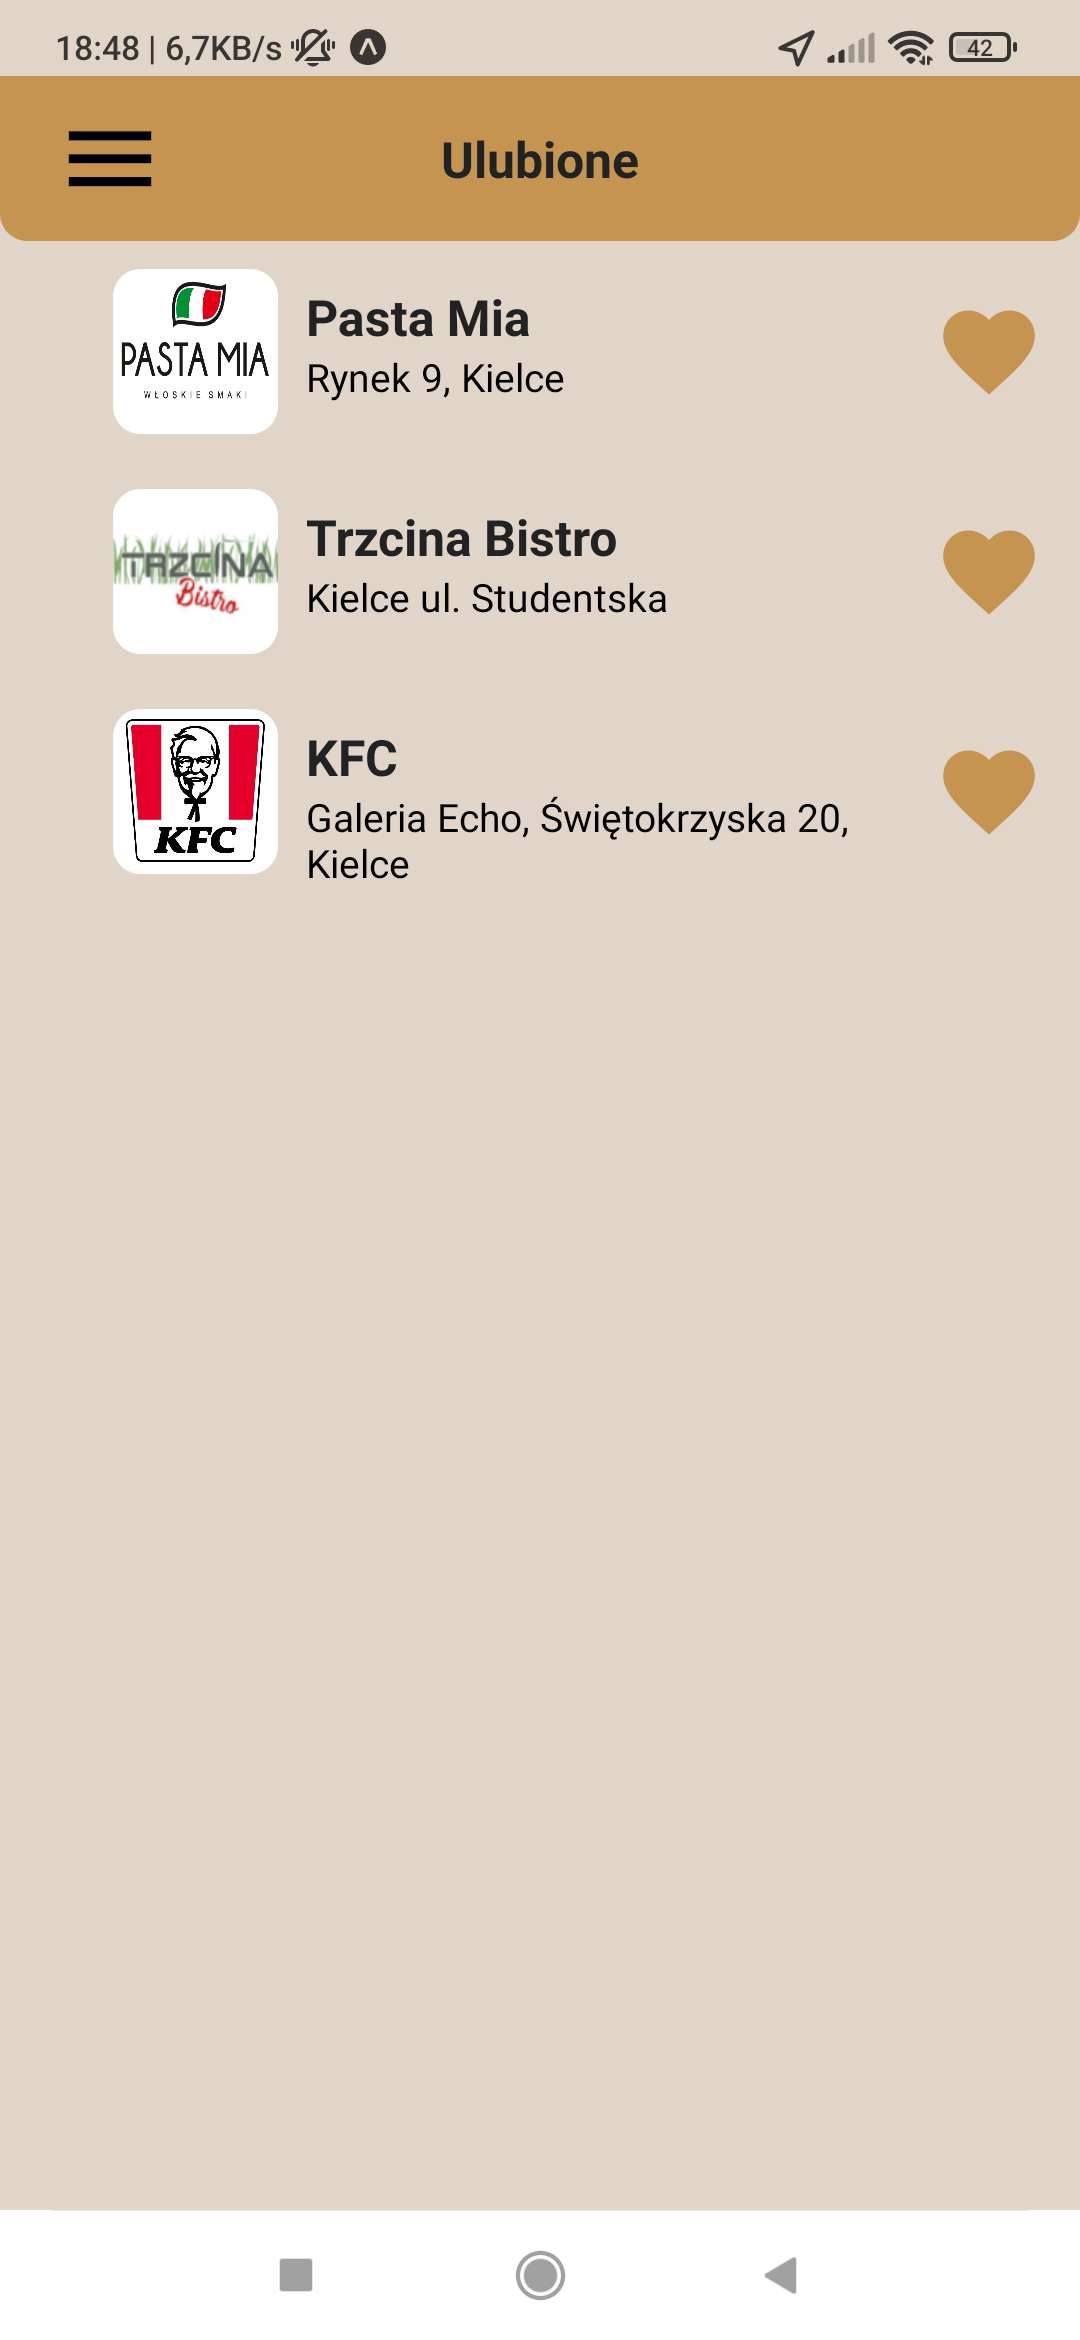 18:48 | 6,7KB/s
42
Ulubione
PASTA MIA
WŁOSKIE SMAKI
Pasta Mia
Rynek 9, Kielce
TRZCINA
Bistro
Trzcina Bistro
Kielce ul. Studentska
KFC
KFC
Galeria Echo, Świętokrzyska 20,
Kielce